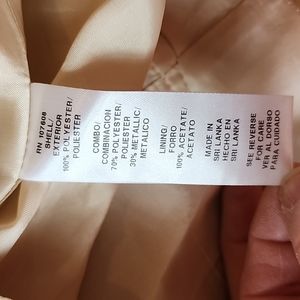 RN 107608
SHELL/
EXTERIOR
100% POLYESTER/
POLIESTER
COMBO/
COMBINACION
70% POLYESTER/
POLIESTER
30% METALLIC/
METALICO
LINING/
FORRO
100% ACETATE/
ACETATO
MADE IN
SRI LANKA
HECHO EN
SRI LANKA
SEE REVERSE
FOR CARE
VER AL DORSO
PARA CUIDADO